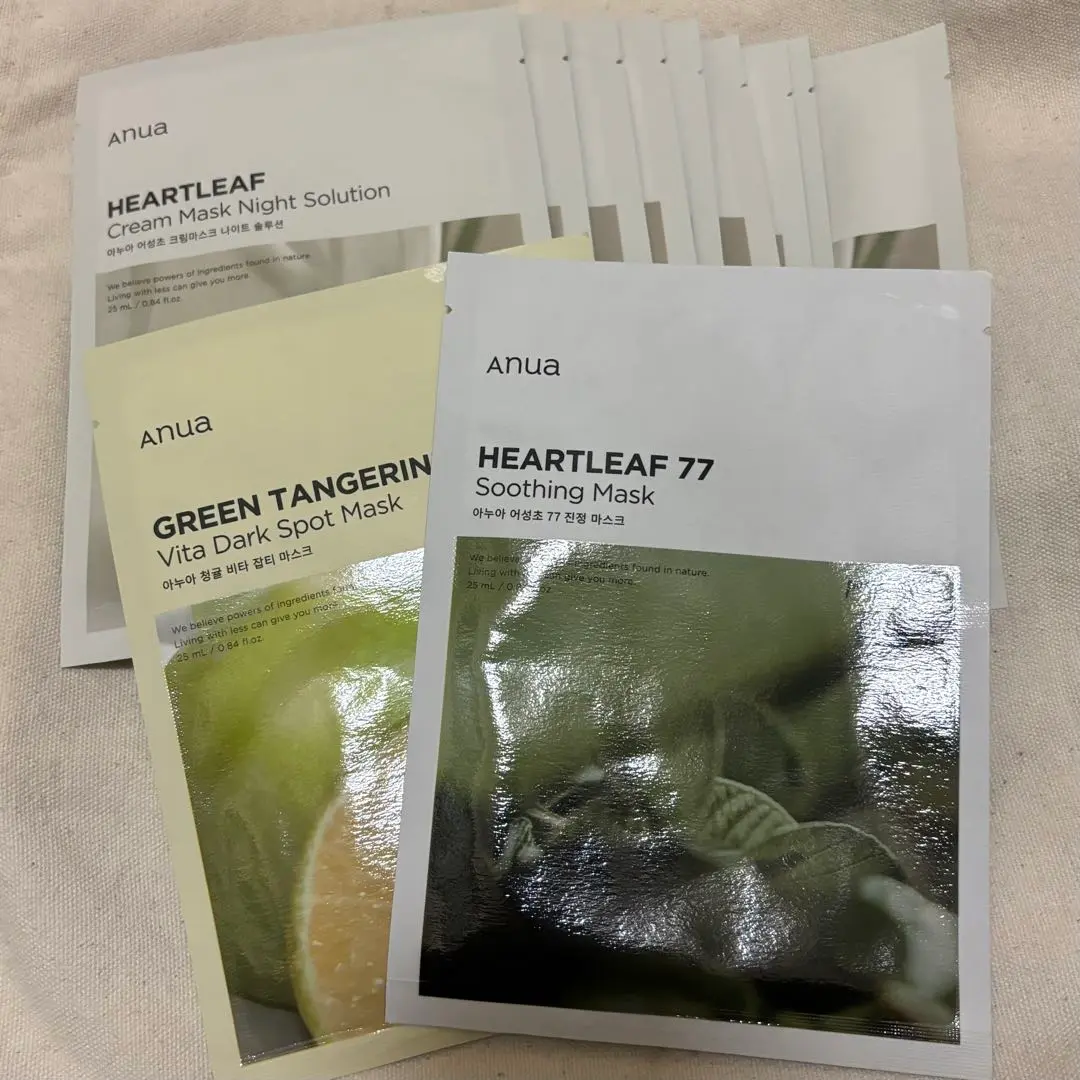 Anua
HEARTLEAF
Cream Mask Night Solution
아누아 어성초 크림마스크 나이트 솔루션
We believe powers of ingredients found in nature.
Living with less can give you more.
25 mL / 0.84 fl.oz.
Anua
GREEN TANGERIN
Vita Dark Spot Mask
아누아 청귤 비타 잡티 마스크
We believe powers of ingredients
Living with less can give you more.
25 mL / 0.84 fl.oz.
Anua
HEARTLEAF 77
Soothing Mask
아누아 어성초 77 진정 마스크
We believe ingredients found in nature.
Living with can give you more.
25 mL